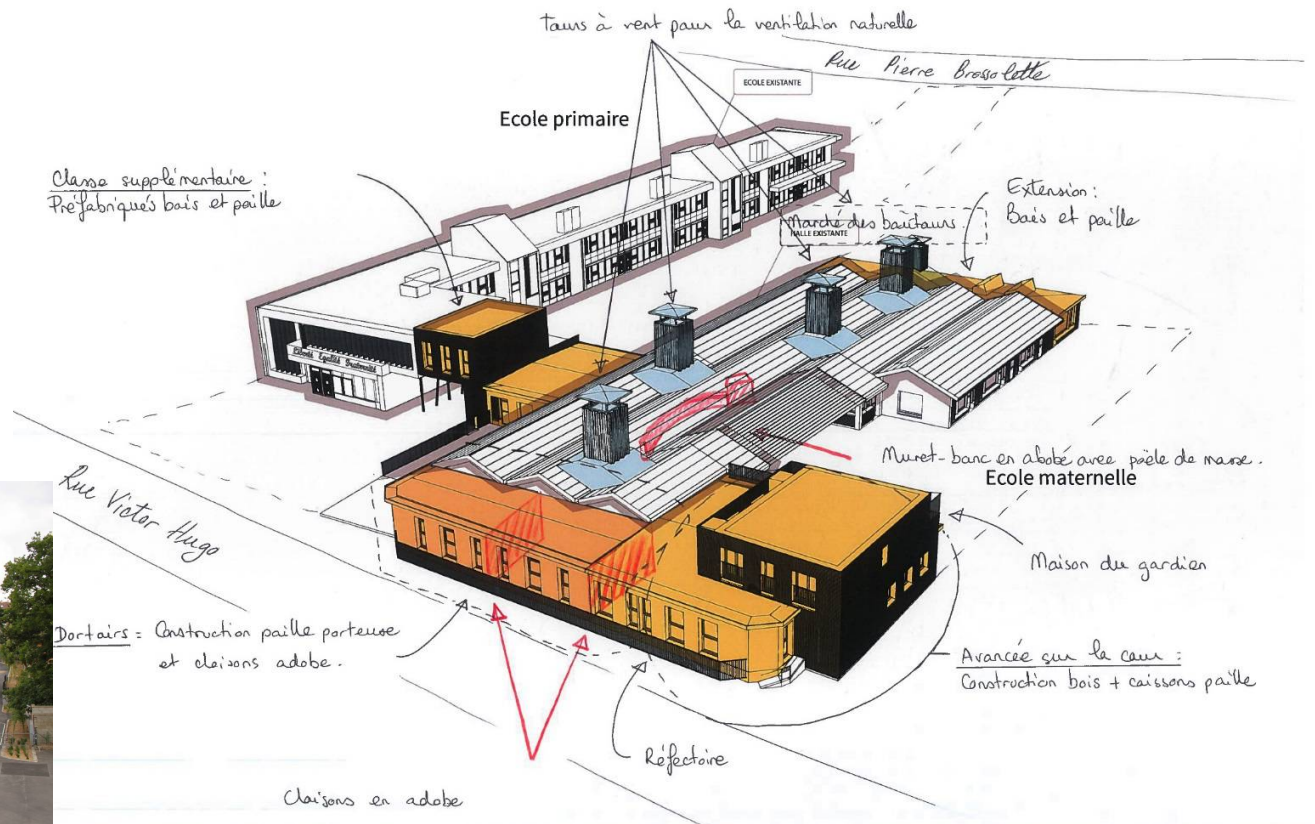 Tours à vent pour la ventilation naturelle
Rue Pierre Brossolette
ECOLE EXISTANTE
Ecole primaire
Classe supplémentaire :
Préfabriqués bois et paille
Extension :
Bois et paille
Marché des
HALLE EXISTANTE
Liberté Egalité Fraternité
Muret-banc en abobé avec poêle de masse.
Ecole maternelle
Rue Victor Hugo
Maison du gardien
Dortoirs = Construction paille porteuse
et cloisons adobe.
Avancée sur la cour :
Construction bois + caissons paille
Réfectoire
Cloisons en adobe